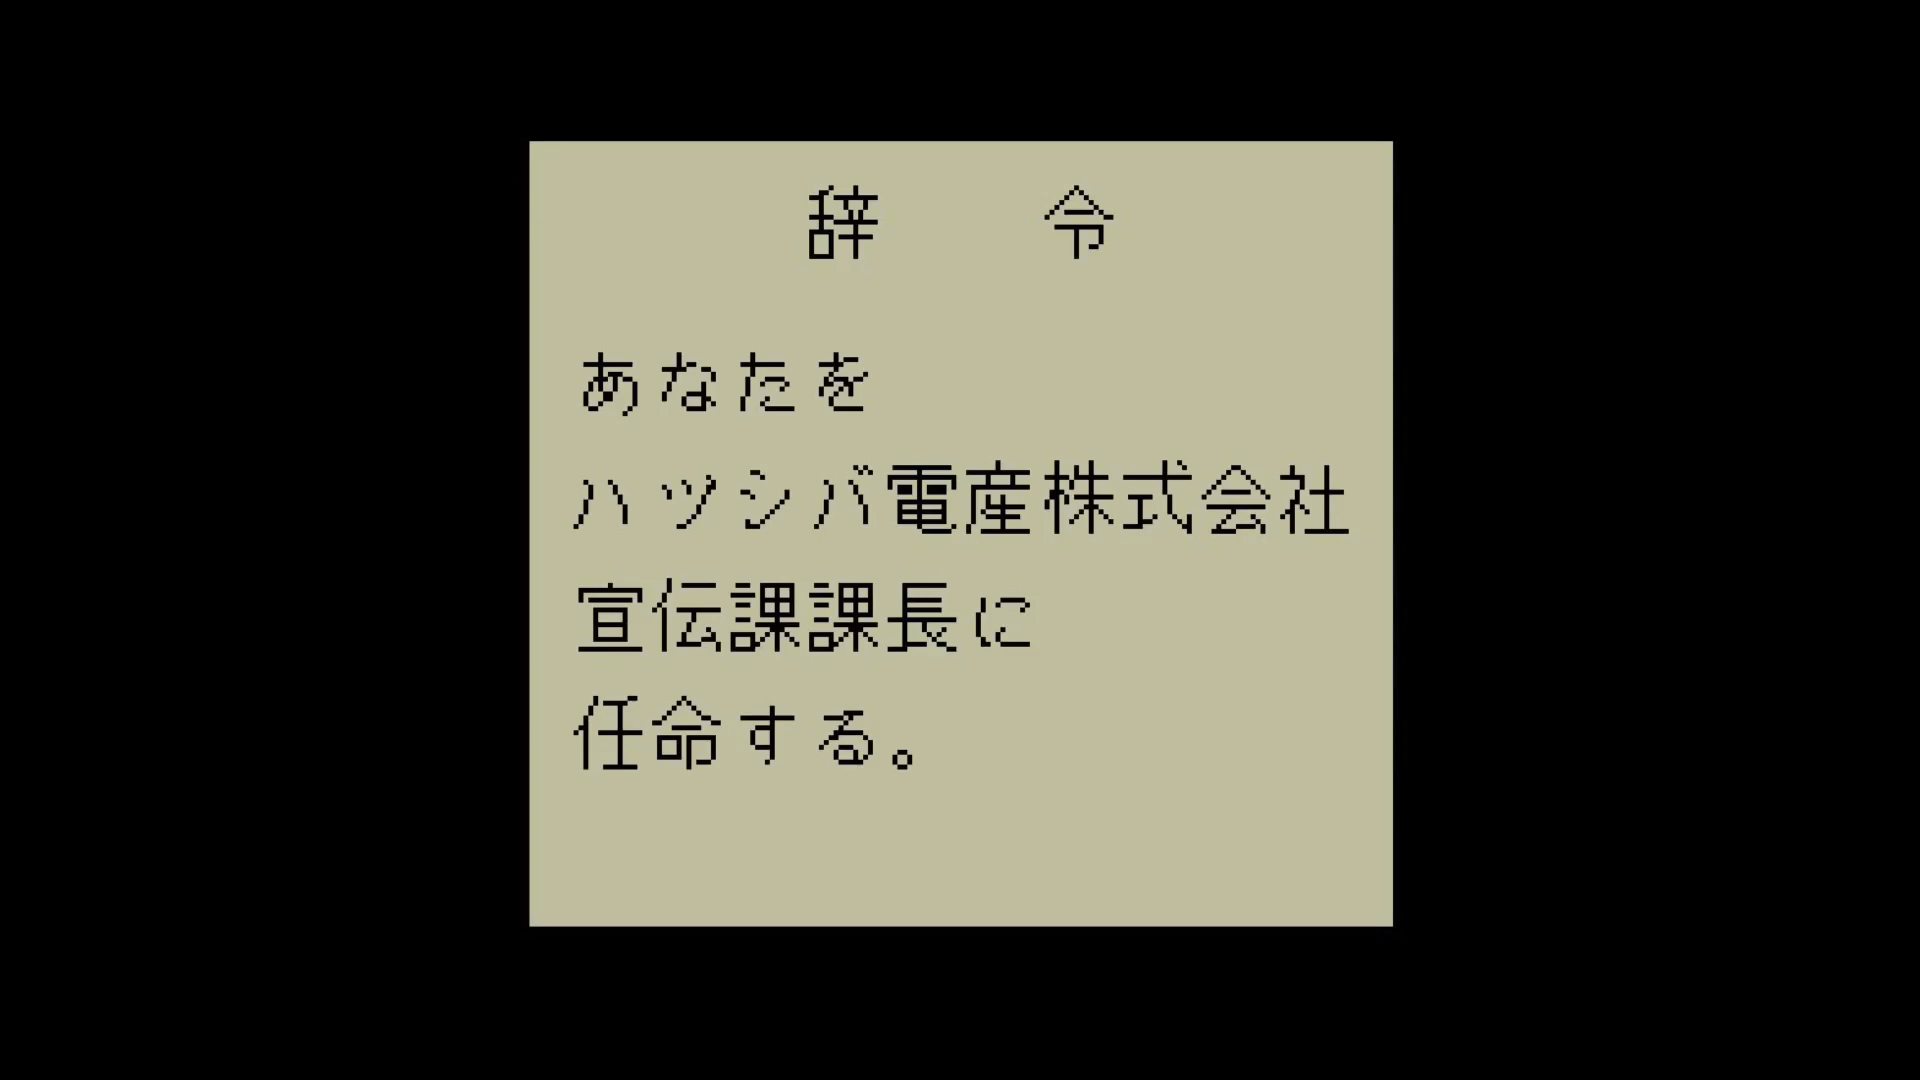 辞　令
あなたを
ハツシバ電産株式会社
宣伝課課長に
任命する。